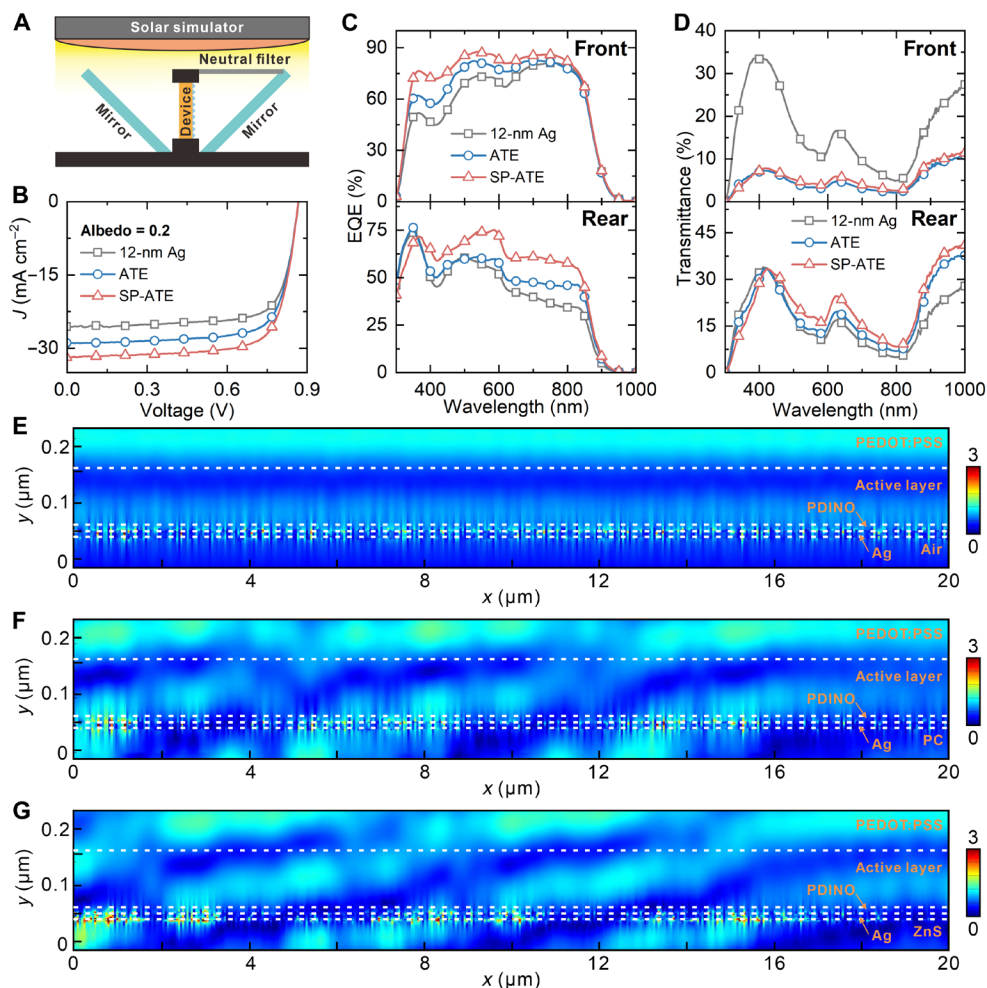 A
Solar simulator
Neutral filter
Mirror
Device
Mirror
B
Albedo = 0.2
12-nm Ag
ATE
SP-ATE
J (mA cm⁻²)
0
-15
-30
0.0 0.3 0.6 0.9
Voltage (V)
C
Front
90
60
30
0
12-nm Ag
ATE
SP-ATE
EQE (%)
Rear
75
50
25
0
400 600 800 1000
Wavelength (nm)
D
Front
40
30
20
10
0
Transmittance (%)
Rear
12-nm Ag
ATE
SP-ATE
45
30
15
0
400 600 800 1000
Wavelength (nm)
E
PEDOT:PSS
Active layer
PDINO
Ag
Air
0.2
0.1
0
y (μm)
0 4 8 12 16 20
x (μm)
3
0
F
PEDOT:PSS
Active layer
PDINO
Ag
PC
0.2
0.1
0
y (μm)
0 4 8 12 16 20
x (μm)
3
0
G
PEDOT:PSS
Active layer
PDINO
Ag
ZnS
0.2
0.1
0
y (μm)
0 4 8 12 16 20
x (μm)
3
0